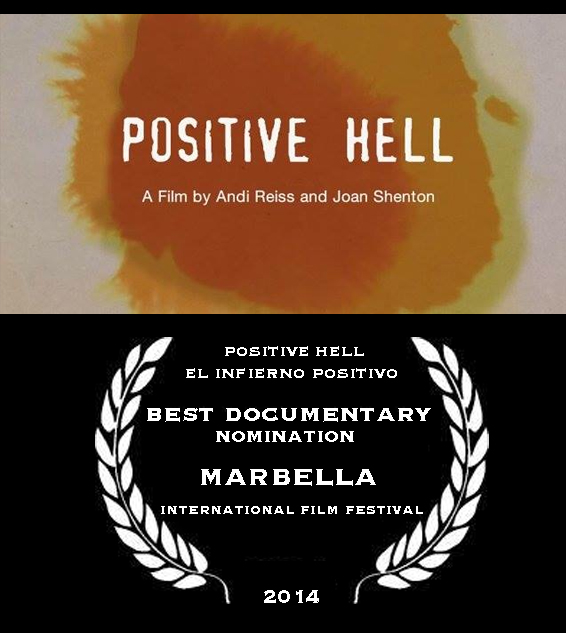 POSITIVE HELL
A Film by Andi Reiss and Joan Shenton
POSITIVE HELL
EL INFIERNO POSITIVO
BEST DOCUMENTARY
NOMINATION
MARBELLA
INTERNATIONAL FILM FESTIVAL
2014